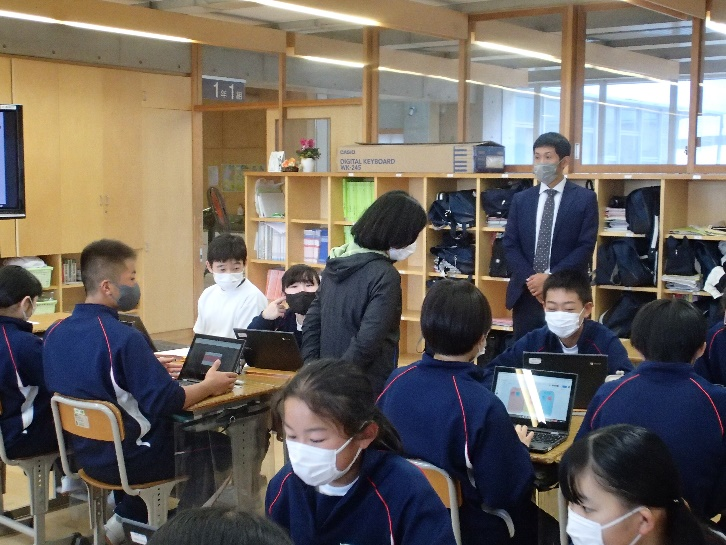 1年1組
CASIO
DIGITAL KEYBOARD
WK-245